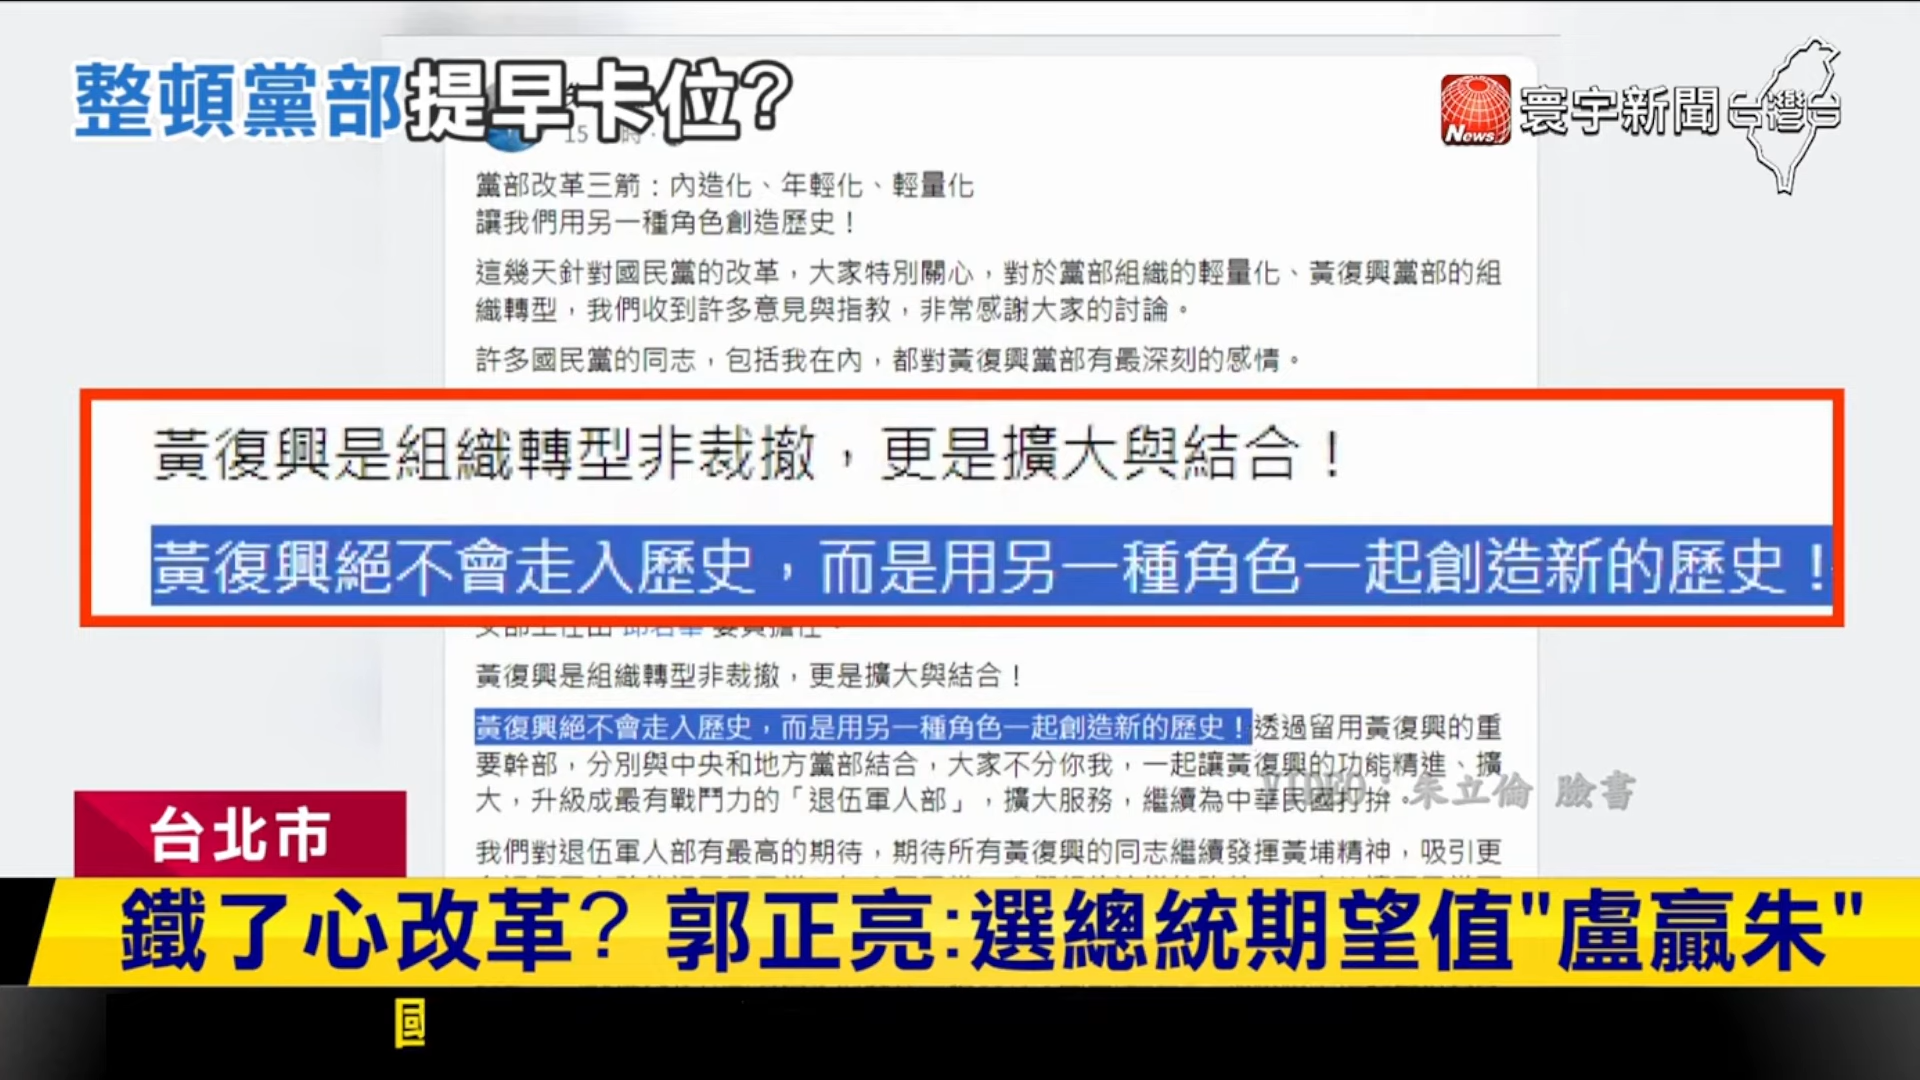 整頓黨部提早卡位?
News
寰宇新聞
台灣
黨部改革三箭：內造化、年輕化、輕量化
讓我們用另一種角色創造歷史！
這幾天針對國民黨的改革，大家特別關心，對於黨部組織的輕量化、黃復興黨部的組
織轉型，我們收到許多意見與指教，非常感謝大家的討論。
許多國民黨的同志，包括我在內，都對黃復興黨部有最深刻的感情。
黃復興是組織轉型非裁撤，更是擴大與結合！
黃復興絕不會走入歷史，而是用另一種角色一起創造新的歷史！
黃復興是組織轉型非裁撤，更是擴大與結合！
黃復興絕不會走入歷史，而是用另一種角色一起創造新的歷史！透過留用黃復興的重
要幹部，分別與中央和地方黨部結合，大家不分你我，一起讓黃復興的功能精進、擴
大，升級成最有戰鬥力的「退伍軍人部」，擴大服務，繼續為中華民國打拚
VIDEO：朱立倫 臉書
我們對退伍軍人部有最高的期待，期待所有黃復興的同志繼續發揮黃埔精神，吸引更
台北市
鐵了心改革? 郭正亮:選總統期望值"盧贏朱"